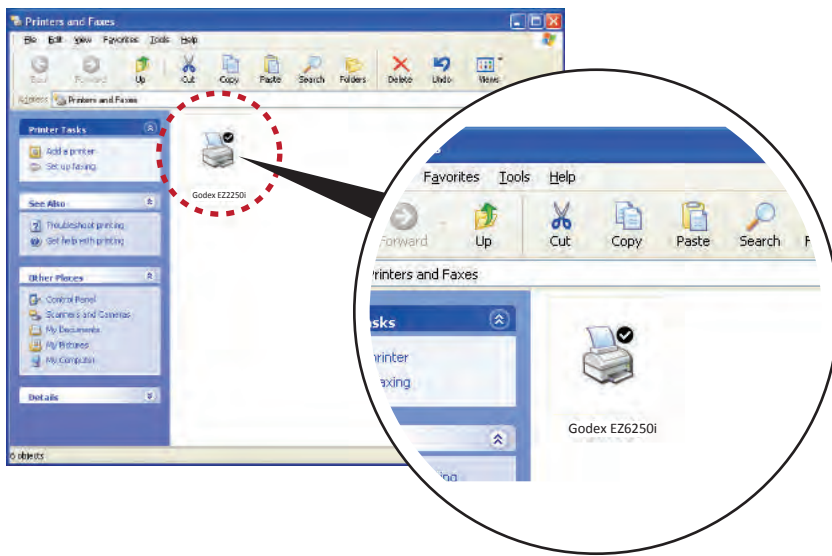 Printers and Faxes
File Edit View Favorites Tools Help
Back Forward Up Cut Copy Paste Search Folders Delete Undo Views
Address Printers and Faxes
Printer Tasks
Add a printer
Set up faxing
See Also
Troubleshoot printing
Get help with printing
Other Places
Control Panel
Scanners and Cameras
My Documents
My Pictures
My Computer
Details
6 objects
Godex EZ2250i
Favorites Tools Help
Forward Up Cut Copy Paste Search F
Printers and Faxes
sks
rinter
axing
ing
Godex EZ6250i